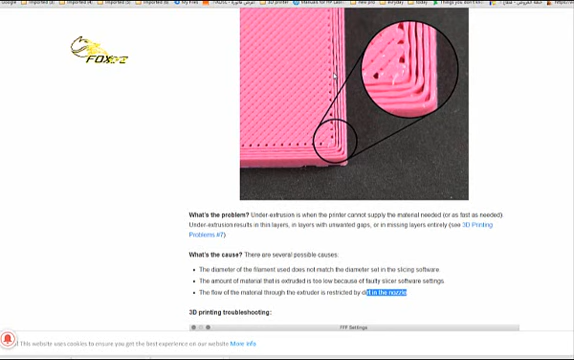 FOX
What's the problem? Under-extrusion is when the printer cannot supply the material needed (or as fast as needed).
Under-extrusion results in thin layers, in layers with unwanted gaps, or in missing layers entirely (see 3D Printing
Problems #7)
What's the cause? There are several possible causes:
The diameter of the filament used does not match the diameter set in the slicing software.
The amount of material that is extruded is too low because of faulty slicer software settings.
The flow of the material through the extruder is restricted by dirt in the nozzle
3D printing troubleshooting:
FFF Settings
This website uses cookies to ensure you get the best experience on our website More info